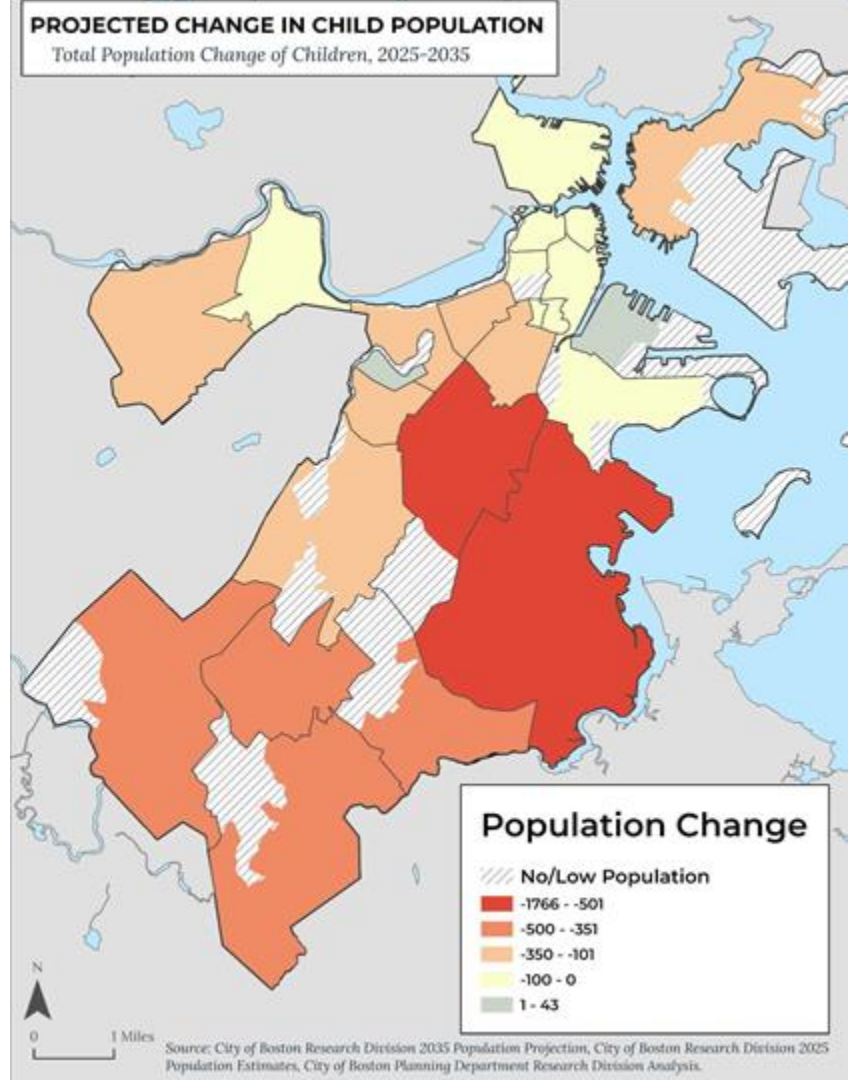 PROJECTED CHANGE IN CHILD POPULATION
Total Population Change of Children, 2025-2035
Population Change
No/Low Population
-1766 - -501
-500 - -351
-350 - -101
-100 - 0
1 - 43
N
0 1 Miles
Source: City of Boston Research Division 2035 Population Projection, City of Boston Research Division 2025
Population Estimates, City of Boston Planning Department Research Division Analysis.